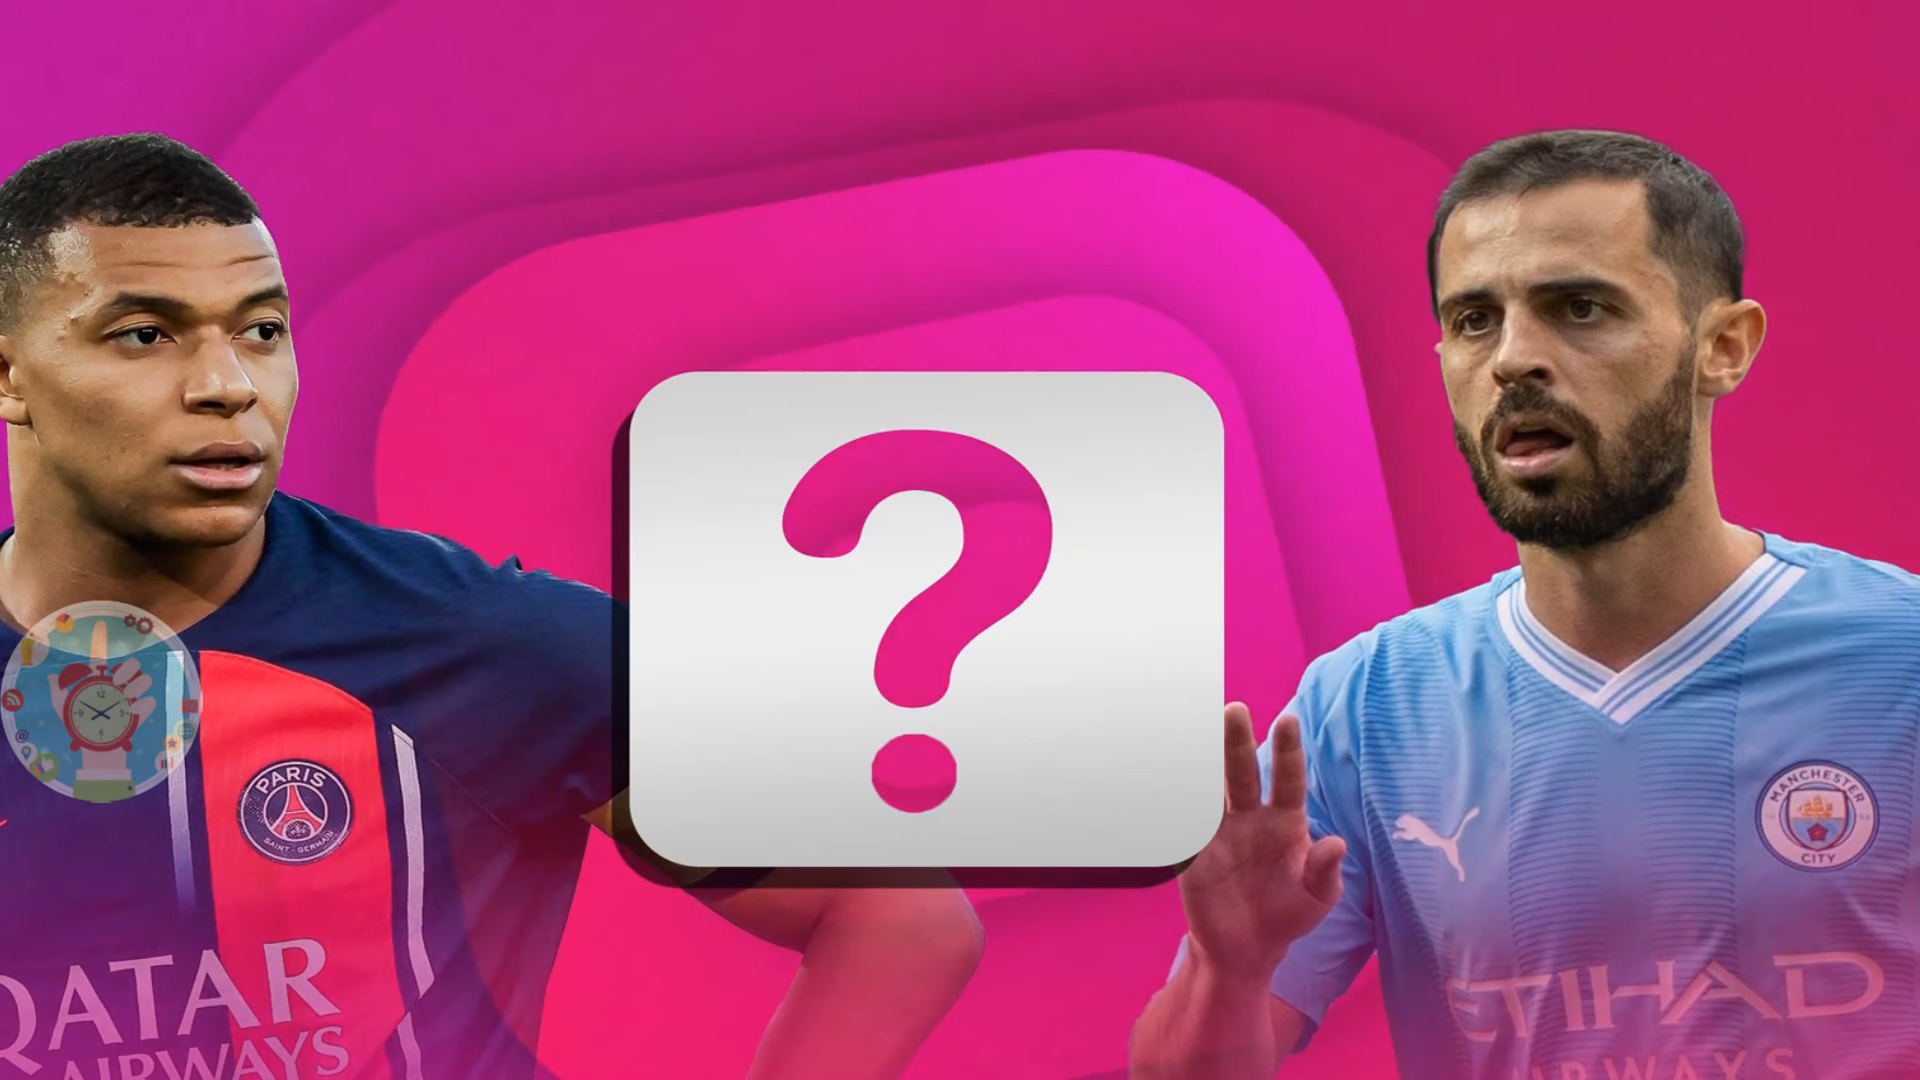 ?
PARIS
SAINT-GERMAIN
QATAR
AIRWAYS
MANCHESTER
CITY
ETIHAD
AIRWAYS